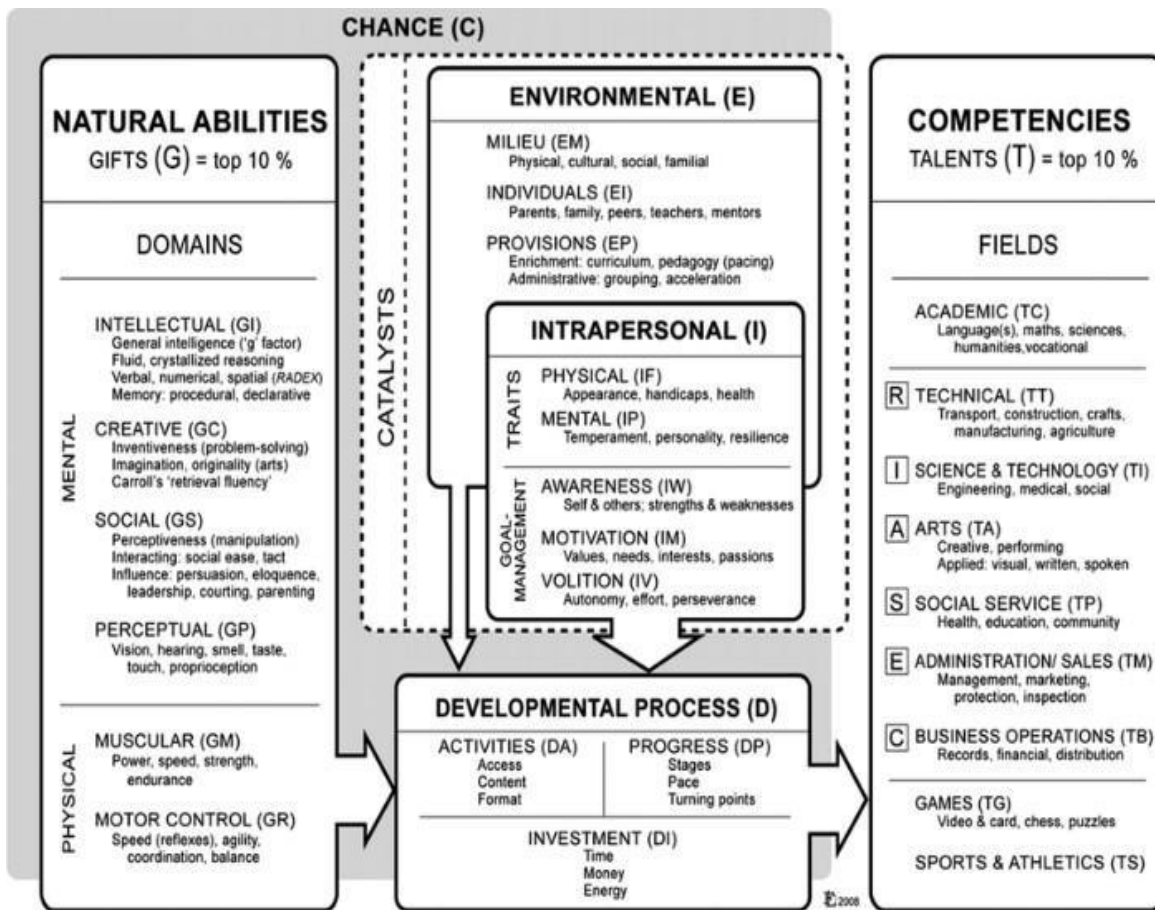 CHANCE (C)
NATURAL ABILITIES
GIFTS (G) = top 10 %
DOMAINS
MENTAL
INTELLECTUAL (GI)
General intelligence ('g' factor)
Fluid, crystallized reasoning
Verbal, numerical, spatial (RADEX)
Memory: procedural, declarative
CREATIVE (GC)
Inventiveness (problem-solving)
Imagination, originality (arts)
Carroll's 'retrieval fluency'
SOCIAL (GS)
Perceptiveness (manipulation)
Interacting: social ease, tact
Influence: persuasion, eloquence,
leadership, courting, parenting
PERCEPTUAL (GP)
Vision, hearing, smell, taste,
touch, proprioception
PHYSICAL
MUSCULAR (GM)
Power, speed, strength,
endurance
MOTOR CONTROL (GR)
Speed (reflexes), agility,
coordination, balance
CATALYSTS
ENVIRONMENTAL (E)
MILIEU (EM)
Physical, cultural, social, familial
INDIVIDUALS (EI)
Parents, family, peers, teachers, mentors
PROVISIONS (EP)
Enrichment: curriculum, pedagogy (pacing)
Administrative: grouping, acceleration
INTRAPERSONAL (I)
TRAITS
PHYSICAL (IF)
Appearance, handicaps, health
MENTAL (IP)
Temperament, personality, resilience
GOAL-
MANAGEMENT
AWARENESS (IW)
Self & others; strengths & weaknesses
MOTIVATION (IM)
Values, needs, interests, passions
VOLITION (IV)
Autonomy, effort, perseverance
DEVELOPMENTAL PROCESS (D)
ACTIVITIES (DA)
Access
Content
Format
PROGRESS (DP)
Stages
Pace
Turning points
INVESTMENT (DI)
Time
Money
Energy
2008
COMPETENCIES
TALENTS (T) = top 10 %
FIELDS
ACADEMIC (TC)
Language(s), maths, sciences,
humanities,vocational
R TECHNICAL (TT)
Transport, construction, crafts,
manufacturing, agriculture
I SCIENCE & TECHNOLOGY (TI)
Engineering, medical, social
A ARTS (TA)
Creative, performing
Applied: visual, written, spoken
S SOCIAL SERVICE (TP)
Health, education, community
E ADMINISTRATION/ SALES (TM)
Management, marketing,
protection, inspection
C BUSINESS OPERATIONS (TB)
Records, financial, distribution
GAMES (TG)
Video & card, chess, puzzles
SPORTS & ATHLETICS (TS)